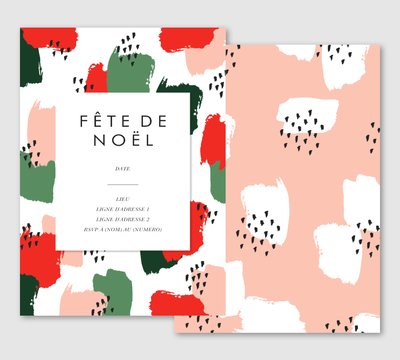 FÊTE DE
NOËL
DATE
LIEU
LIGNE D'ADRESSE 1
LIGNE D'ADRESSE 2
RSVP A (NOM) AU (NUMÉRO)